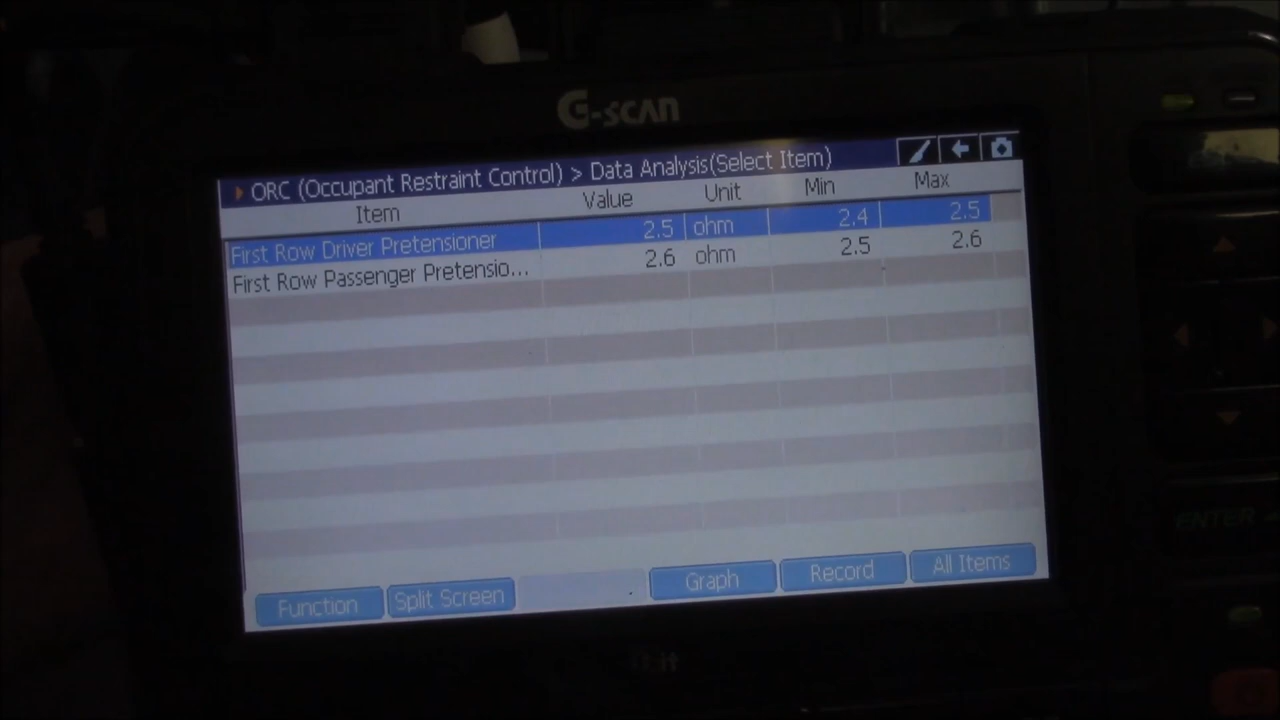 G-SCAN
ORC (Occupant Restraint Control) > Data Analysis(Select Item)
Item Value Unit Min Max
First Row Driver Pretensioner 2.5 ohm 2.4 2.5
First Row Passenger Pretensio... 2.6 ohm 2.5 2.6
Function Split Screen Graph Record All Items
ENTER